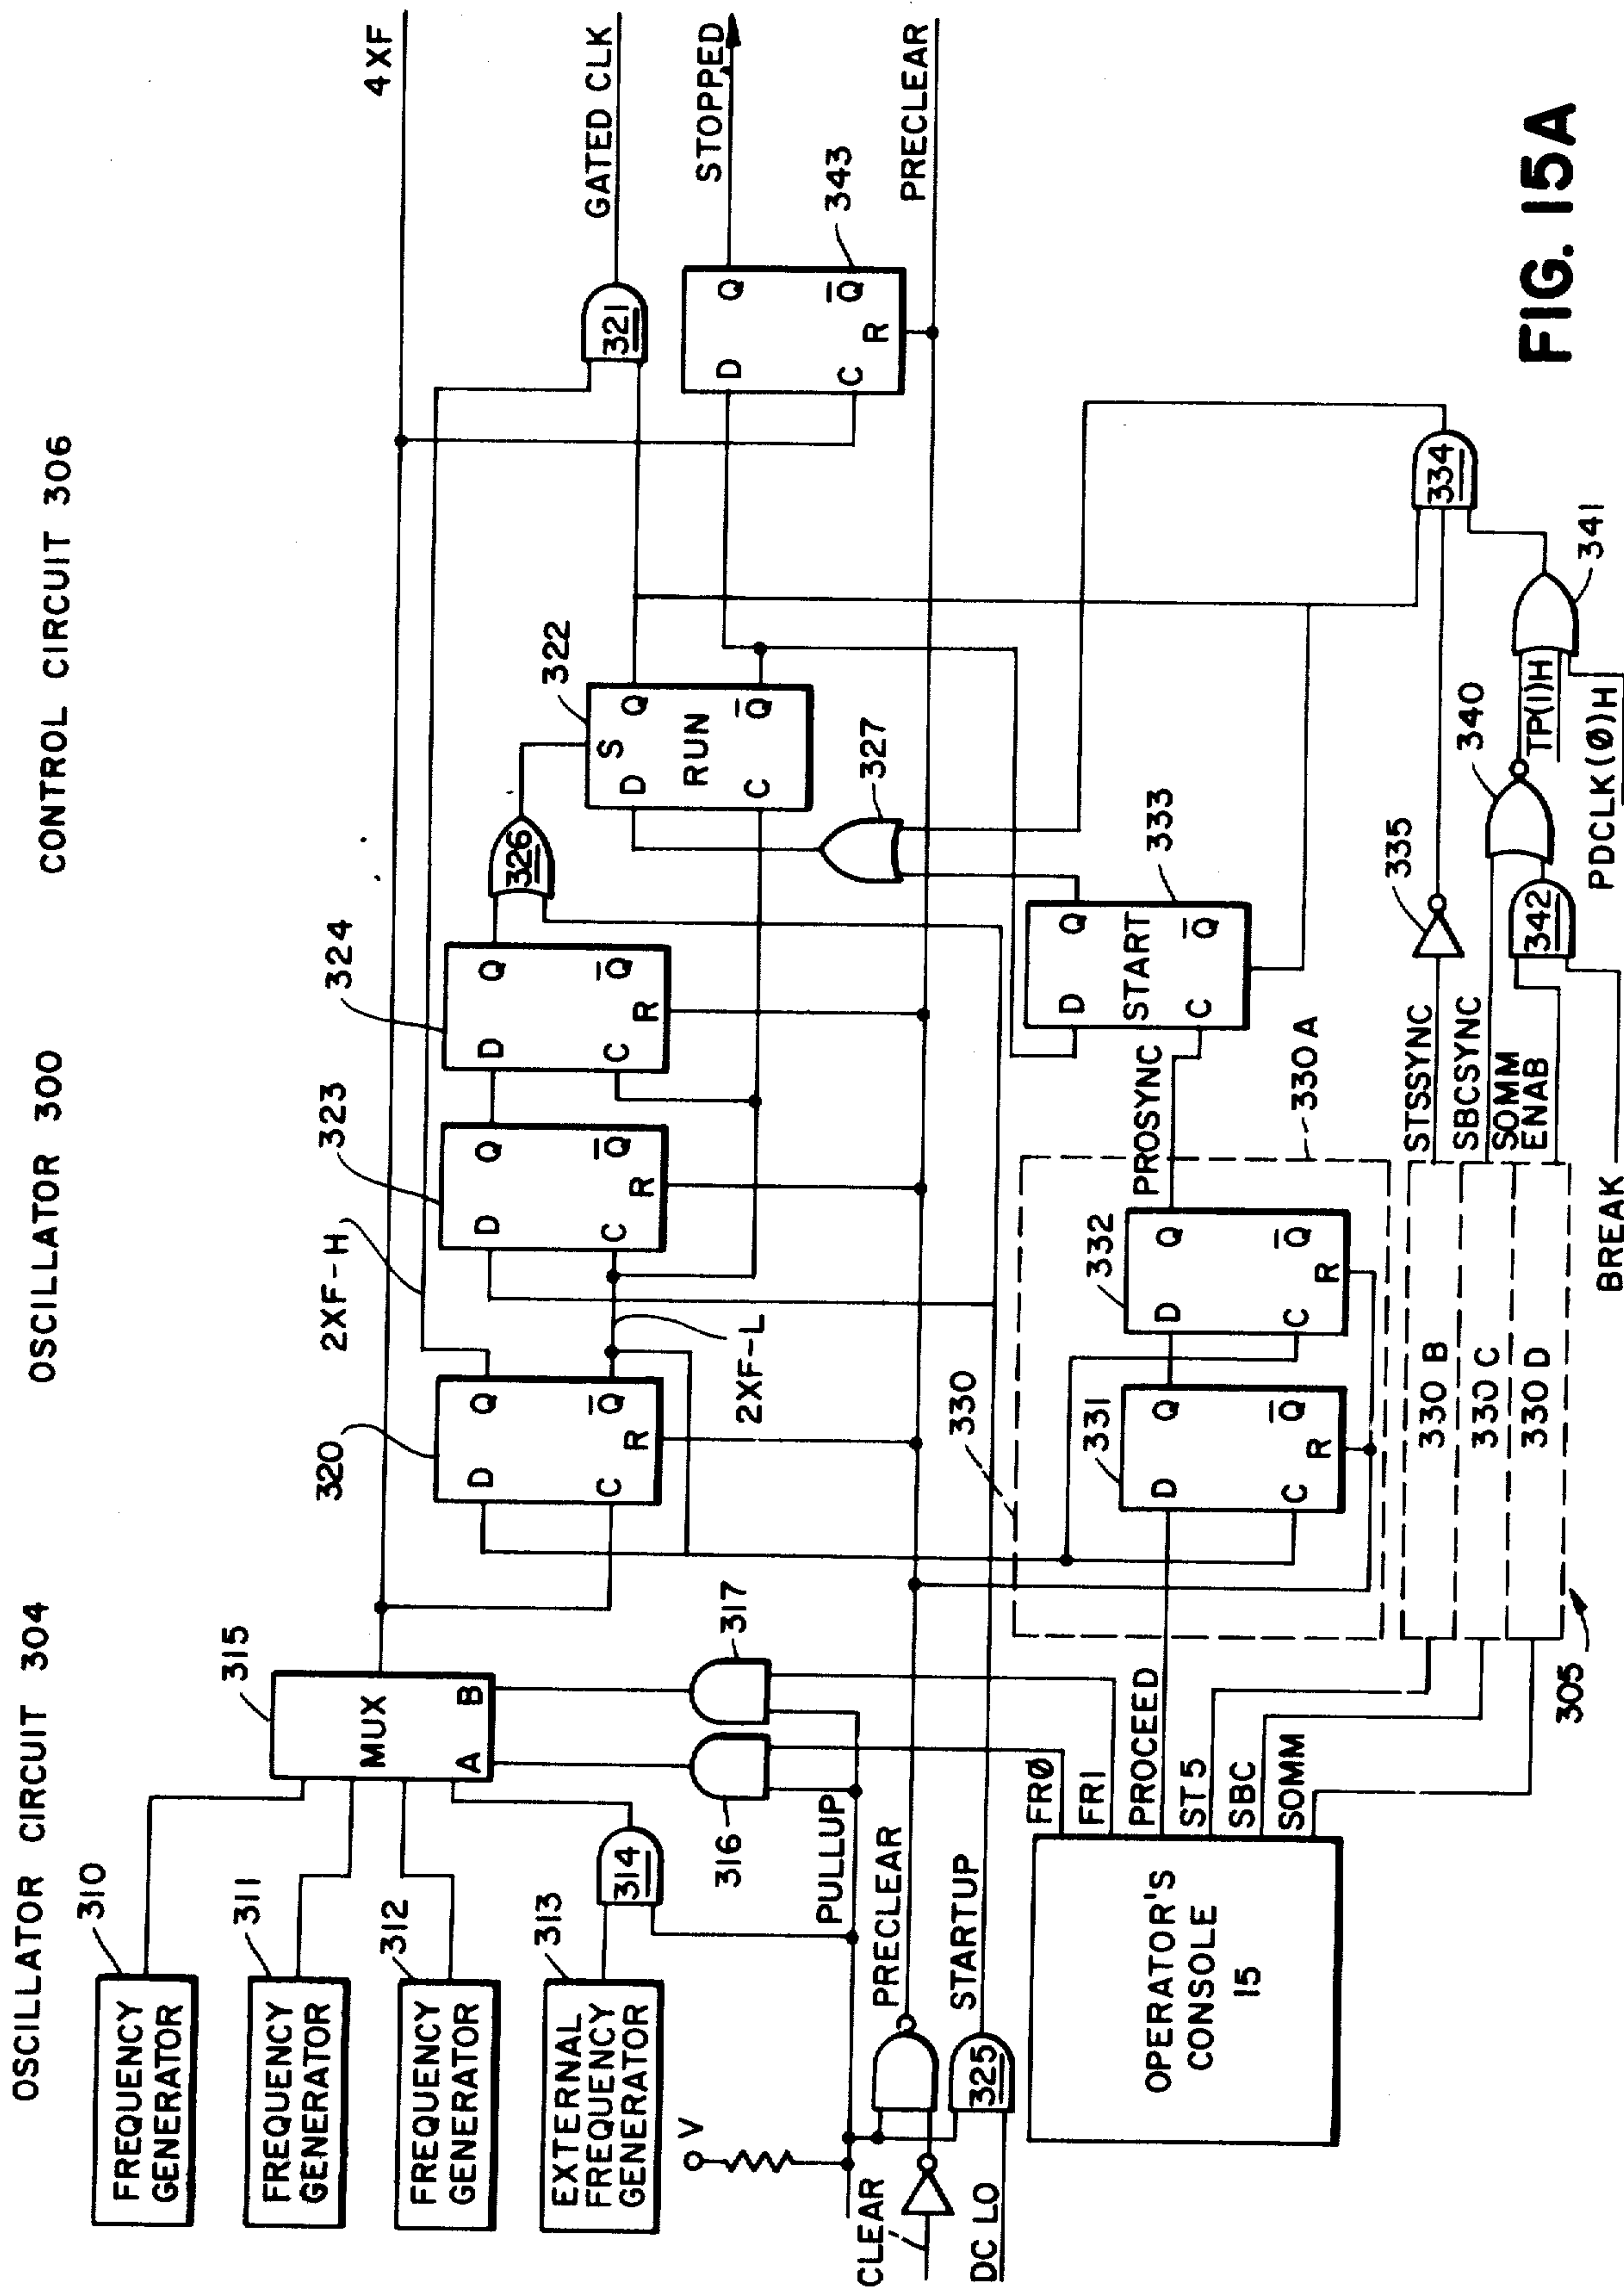 OSCILLATOR CIRCUIT 304
OSCILLATOR 300
CONTROL CIRCUIT 306
310
FREQUENCY
GENERATOR
311
FREQUENCY
GENERATOR
312
FREQUENCY
GENERATOR
313
EXTERNAL
FREQUENCY
GENERATOR
314
315
MUX
A
B
316
317
V
PULLUP
CLEAR
PRECLEAR
DC LO
325
STARTUP
OPERATOR'S
CONSOLE
15
FRØ
FR1
PROCEED
ST5
SBC
SOMM
320
D
Q
C
Q
R
2XF-H
2XF-L
323
D
Q
C
Q
R
324
D
Q
C
Q
R
326
322
S
D
Q
RUN
C
Q
327
4XF
321
GATED CLK
STOPPED
343
D
Q
C
Q
R
PRECLEAR
330
330A
331
D
Q
C
Q
R
332
D
Q
C
Q
R
PROSYNC
333
D
Q
START
C
Q
330 B
330 C
330 D
305
STSSYNC
SBCSYNC
SOMM
ENAB
BREAK
335
342
340
TP(1)H
PDCLK(Ø)H
341
334
FIG. 15A